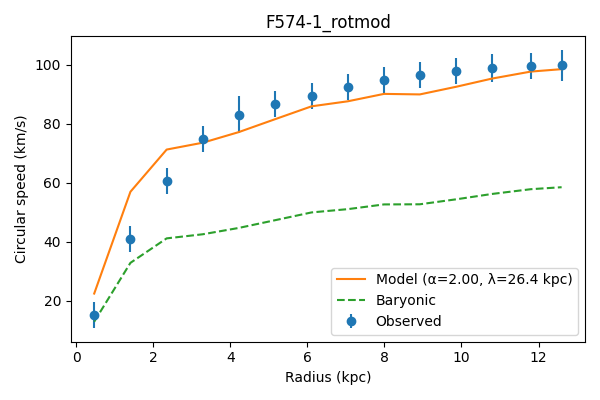 F574-1_rotmod
Circular speed (km/s)
100
80
60
40
20
Model (α=2.00, λ=26.4 kpc)
Baryonic
Observed
0 2 4 6 8 10 12
Radius (kpc)